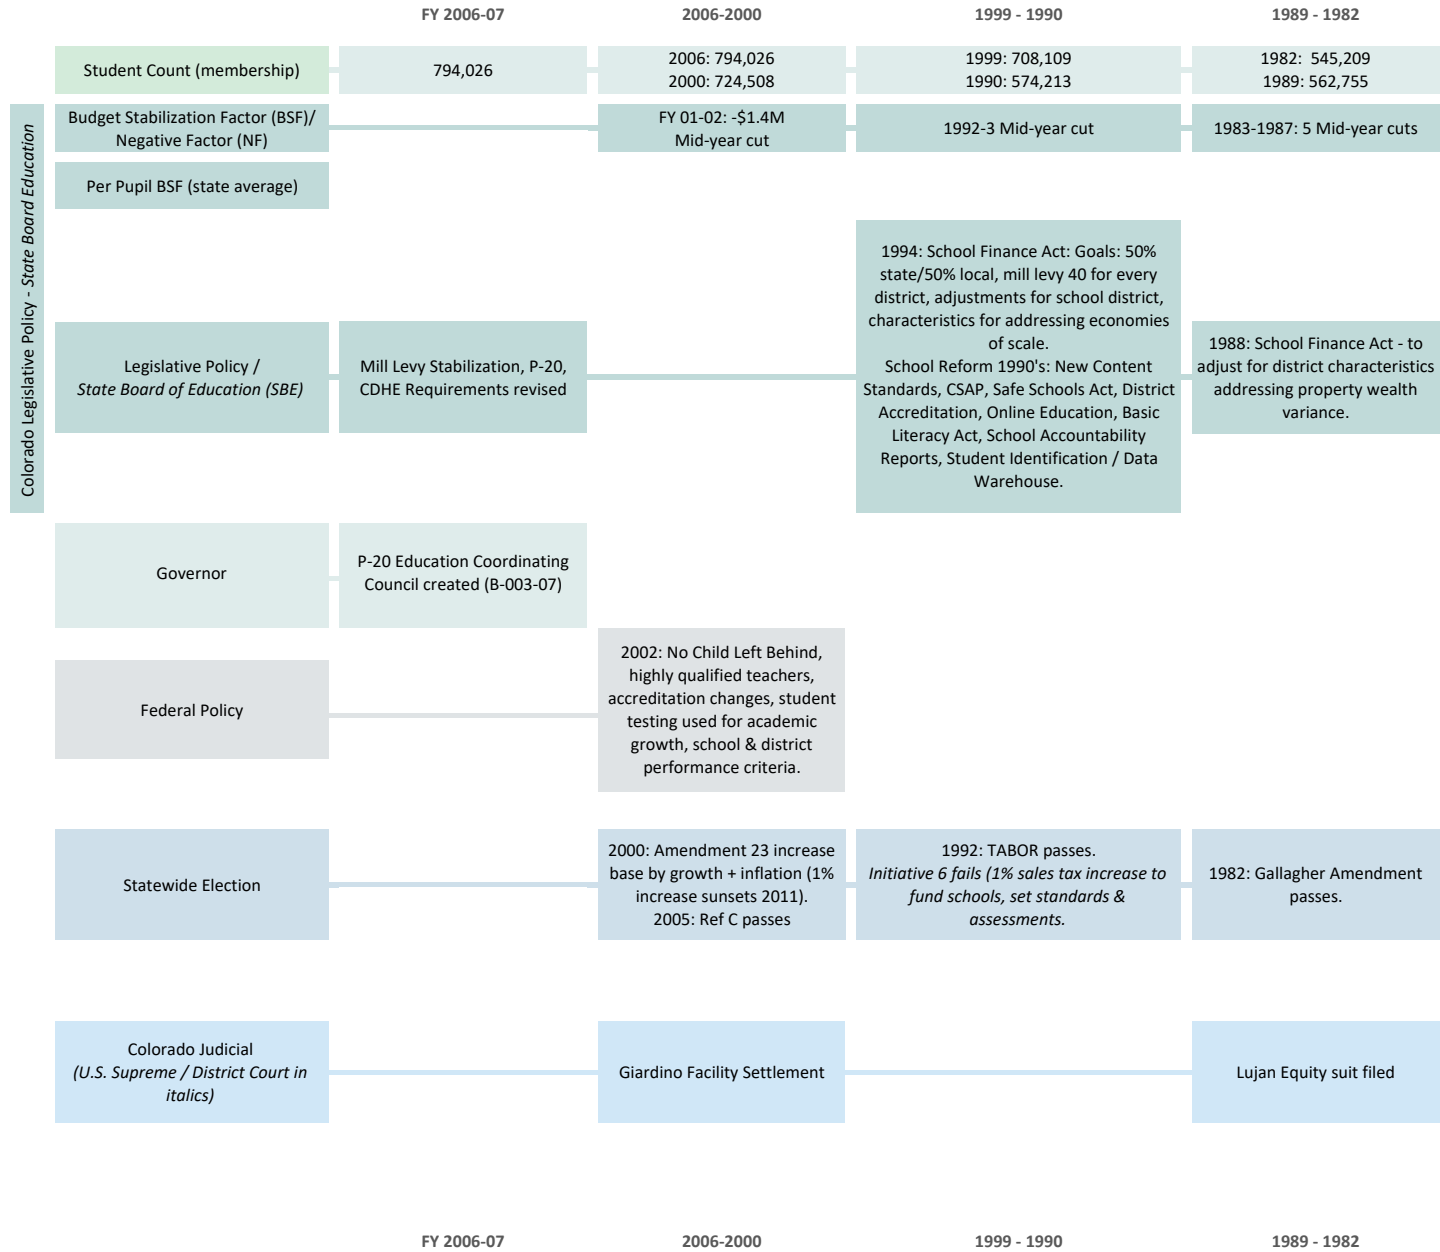 FY 2006-07
2006-2000
1999 - 1990
1989 - 1982
Student Count (membership)
794,026
2006: 794,026
2000: 724,508
1999: 708,109
1990: 574,213
1982:  545,209
1989: 562,755
Colorado Legislative Policy - State Board Education
Budget Stabilization Factor (BSF)/
Negative Factor (NF)
FY 01-02: -$1.4M
Mid-year cut
1992-3 Mid-year cut
1983-1987: 5 Mid-year cuts
Per Pupil BSF (state average)
Legislative Policy /
State Board of Education (SBE)
Mill Levy Stabilization, P-20,
CDHE Requirements revised
1994: School Finance Act: Goals: 50%
state/50% local, mill levy 40 for every
district, adjustments for school district,
characteristics for addressing economies
of scale.
School Reform 1990's: New Content
Standards, CSAP, Safe Schools Act, District
Accreditation, Online Education, Basic
Literacy Act, School Accountability
Reports, Student Identification / Data
Warehouse.
1988: School Finance Act - to
adjust for district characteristics
addressing property wealth
variance.
Governor
P-20 Education Coordinating
Council created (B-003-07)
Federal Policy
2002: No Child Left Behind,
highly qualified teachers,
accreditation changes, student
testing used for academic
growth, school & district
performance criteria.
Statewide Election
2000: Amendment 23 increase
base by growth + inflation (1%
increase sunsets 2011).
2005: Ref C passes
1992: TABOR passes.
Initiative 6 fails (1% sales tax increase to
fund schools, set standards &
assessments.
1982: Gallagher Amendment
passes.
Colorado Judicial
(U.S. Supreme / District Court in
italics)
Giardino Facility Settlement
Lujan Equity suit filed
FY 2006-07
2006-2000
1999 - 1990
1989 - 1982